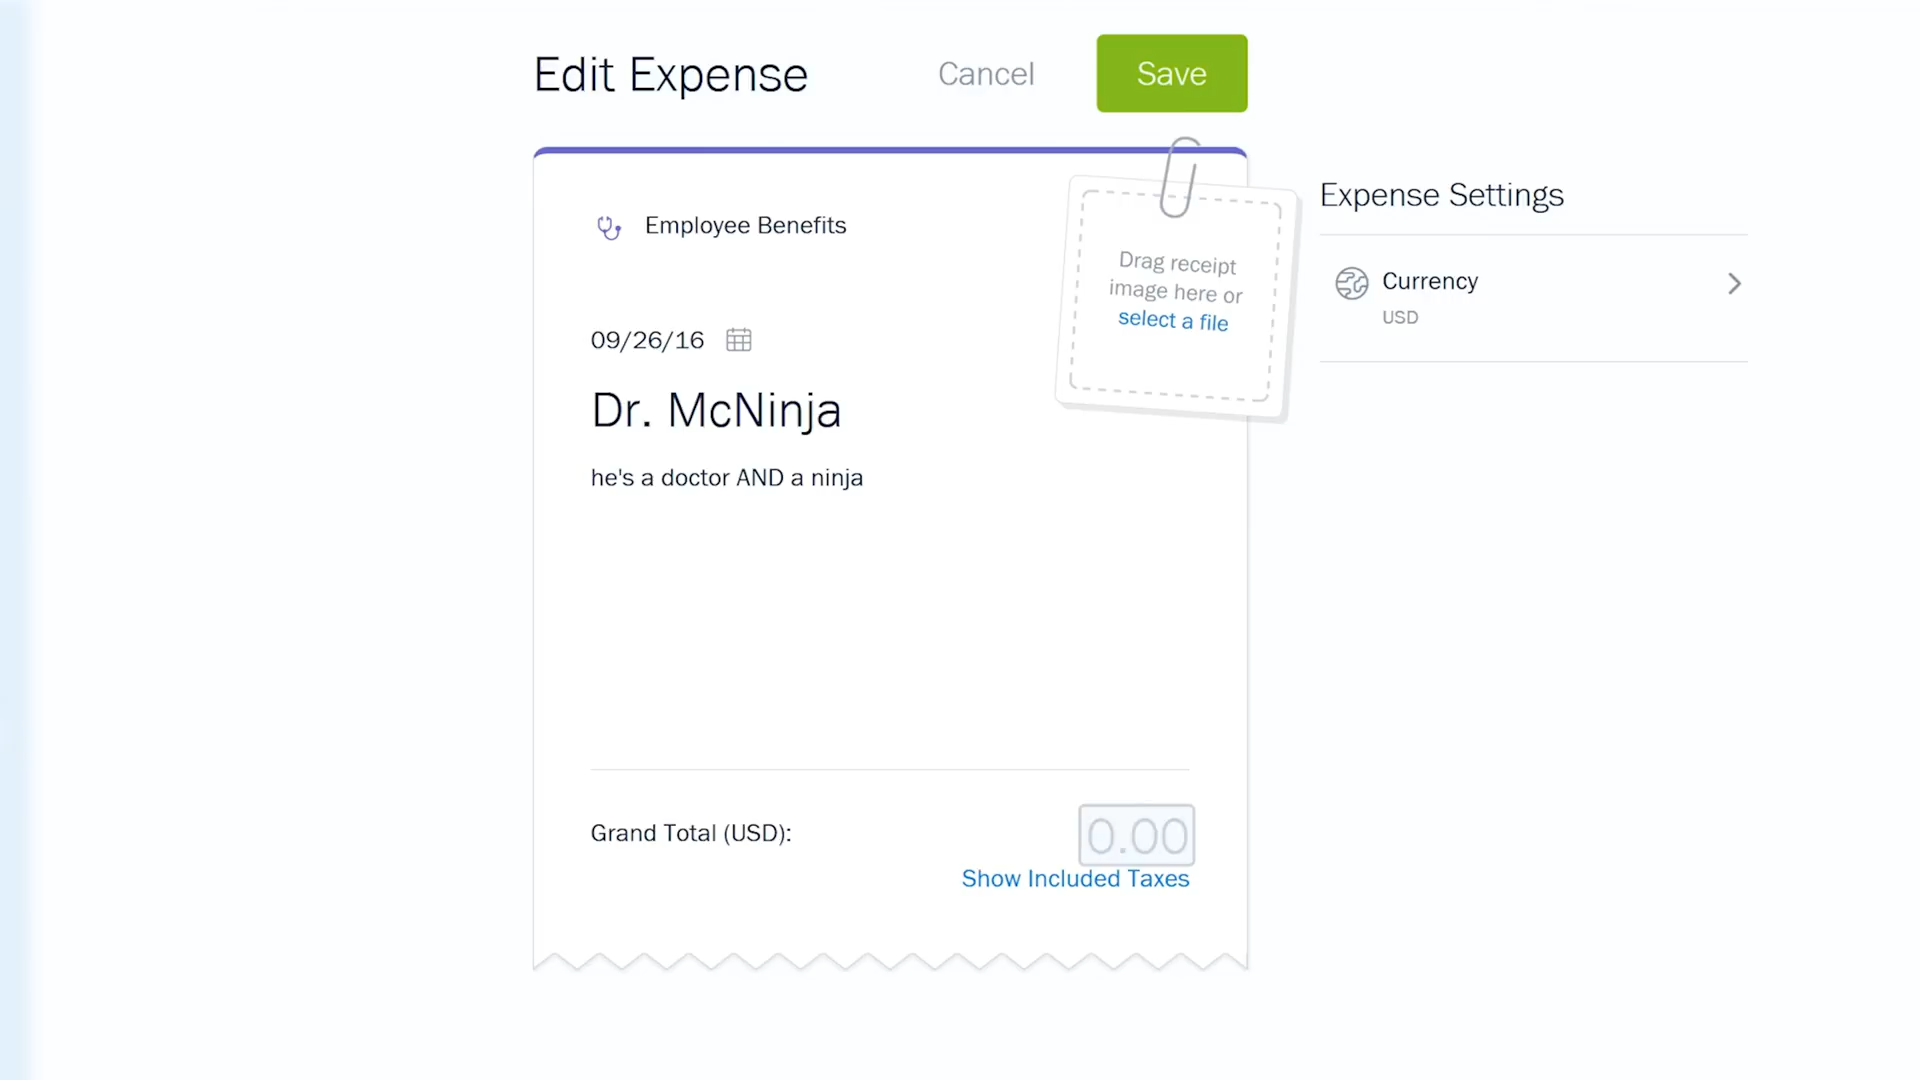 Edit Expense
Cancel
Save
Employee Benefits
Drag receipt
image here or
select a file
09/26/16
Dr. McNinja
he's a doctor AND a ninja
Grand Total (USD):
0.00
Show Included Taxes
Expense Settings
Currency
USD